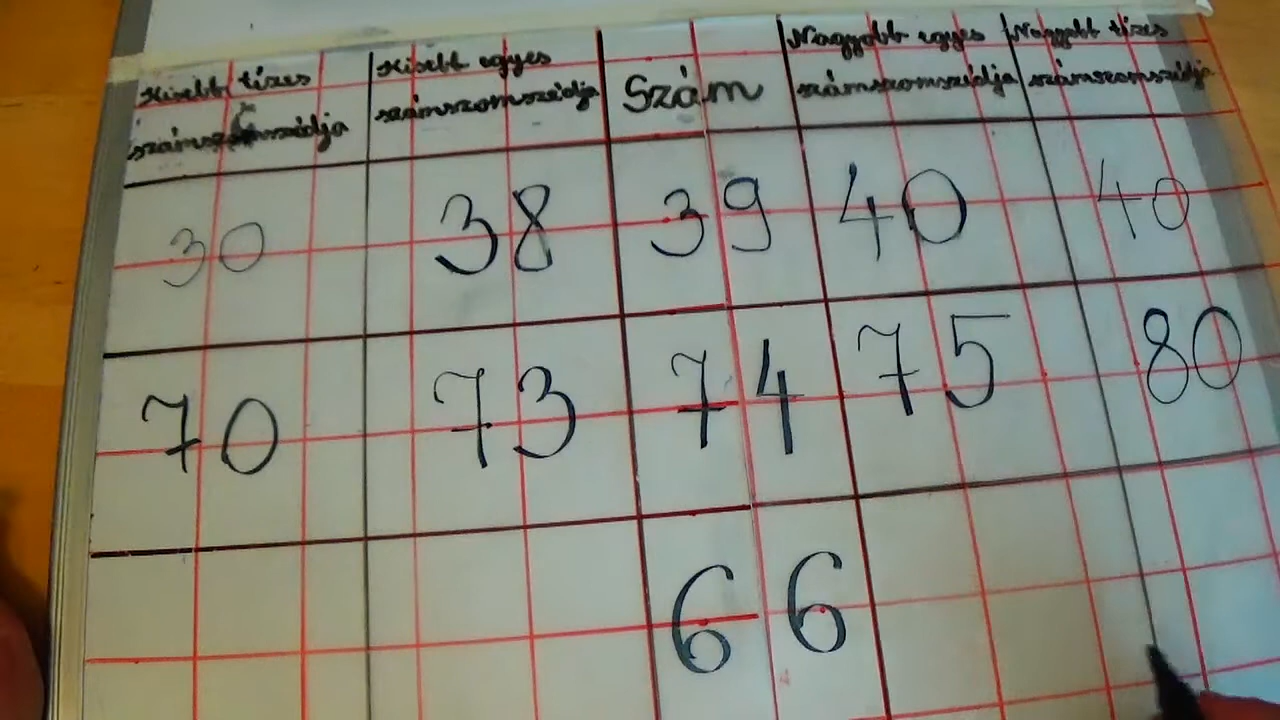 Kisebb tízes
számszomszédja
Kisebb egyes
számszomszédja
Szám
Nagyobb egyes
számszomszédja
Nagyobb tízes
számszomszédja
30 38 39 40 40
70 73 74 75 80
66